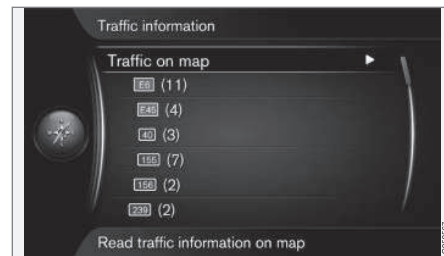 Traffic information
Traffic on map
E6 (11)
E45 (4)
40 (3)
155 (7)
156 (2)
239 (2)
Read traffic information on map